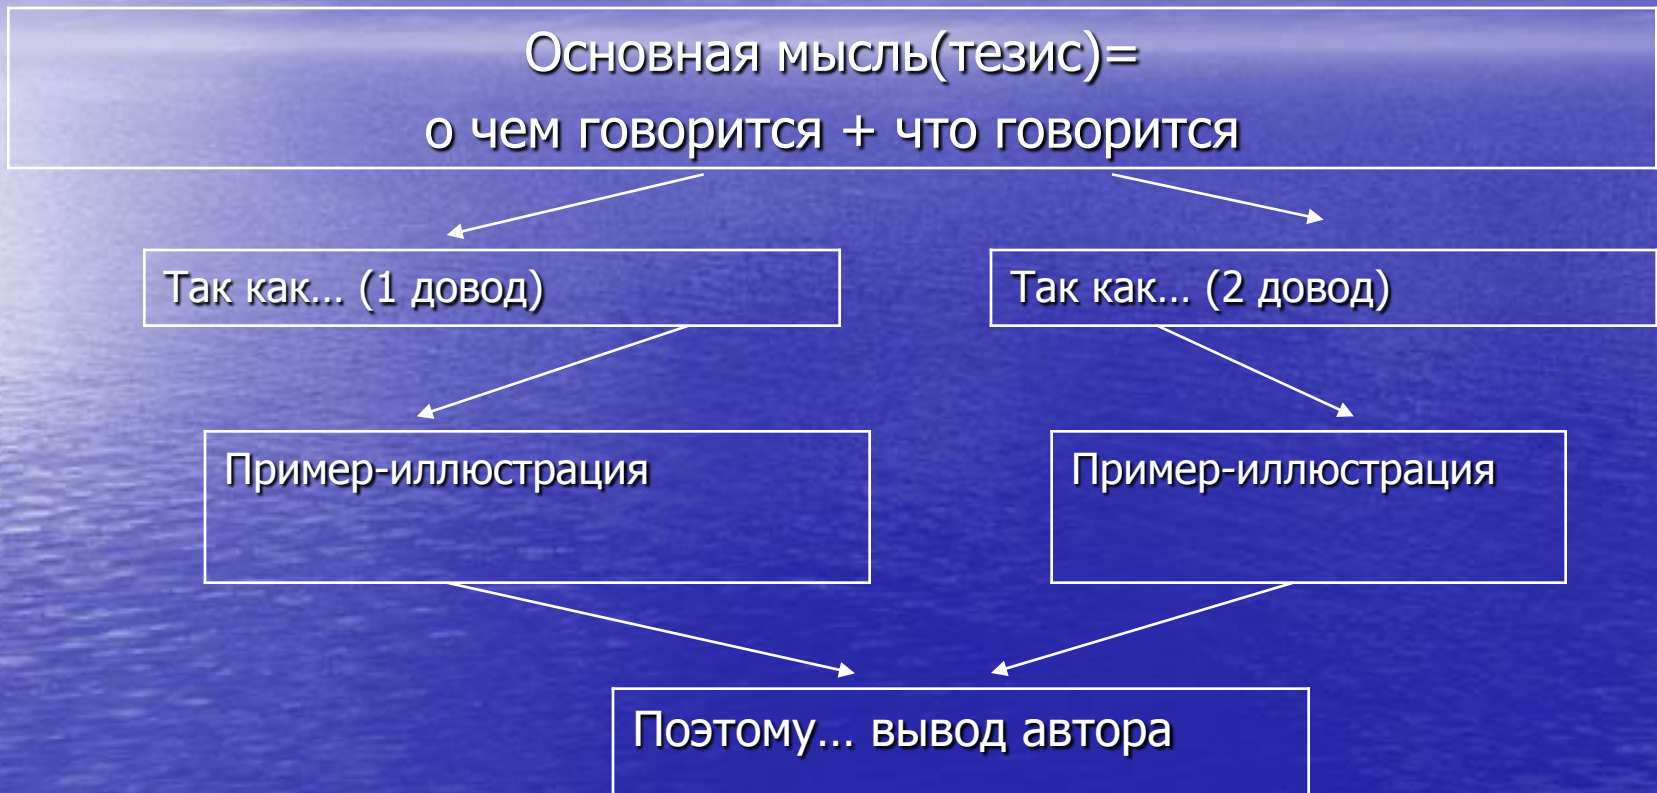 Основная мысль(тезис)=
о чем говорится + что говорится
Так как... (1 довод)
Так как... (2 довод)
Пример-иллюстрация
Пример-иллюстрация
Поэтому... вывод автора